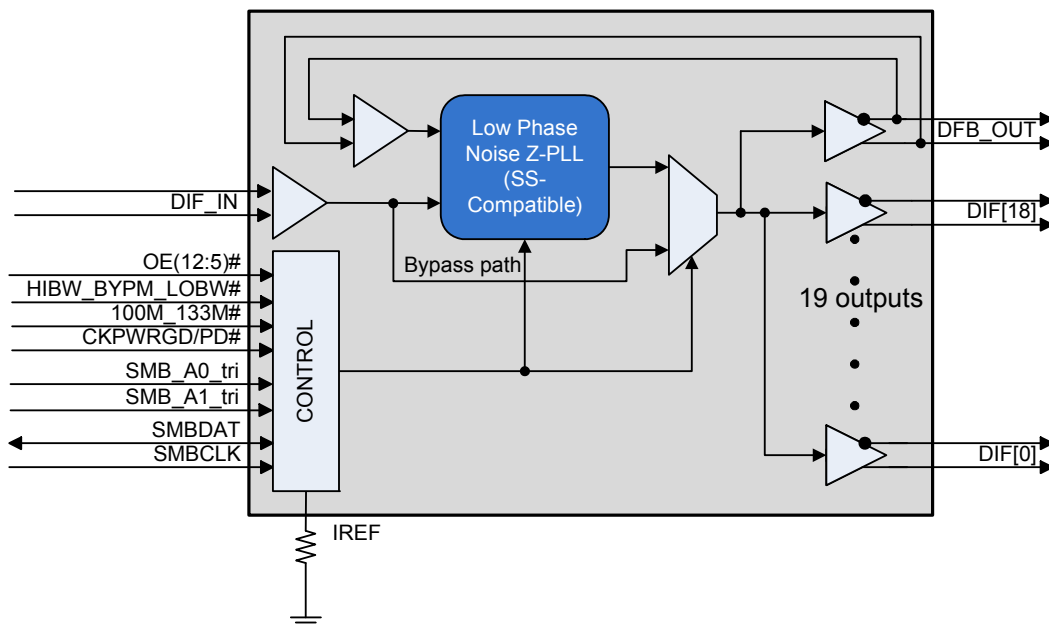 Low Phase
Noise Z-PLL
(SS-
Compatible)
DFB_OUT
DIF_IN
DIF[18]
OE(12:5)#
Bypass path
HIBW_BYPM_LOBW#
19 outputs
100M_133M#
CKPWRGD/PD#
CONTROL
SMB_A0_tri
SMB_A1_tri
SMBDAT
SMBCLK
DIF[0]
IREF